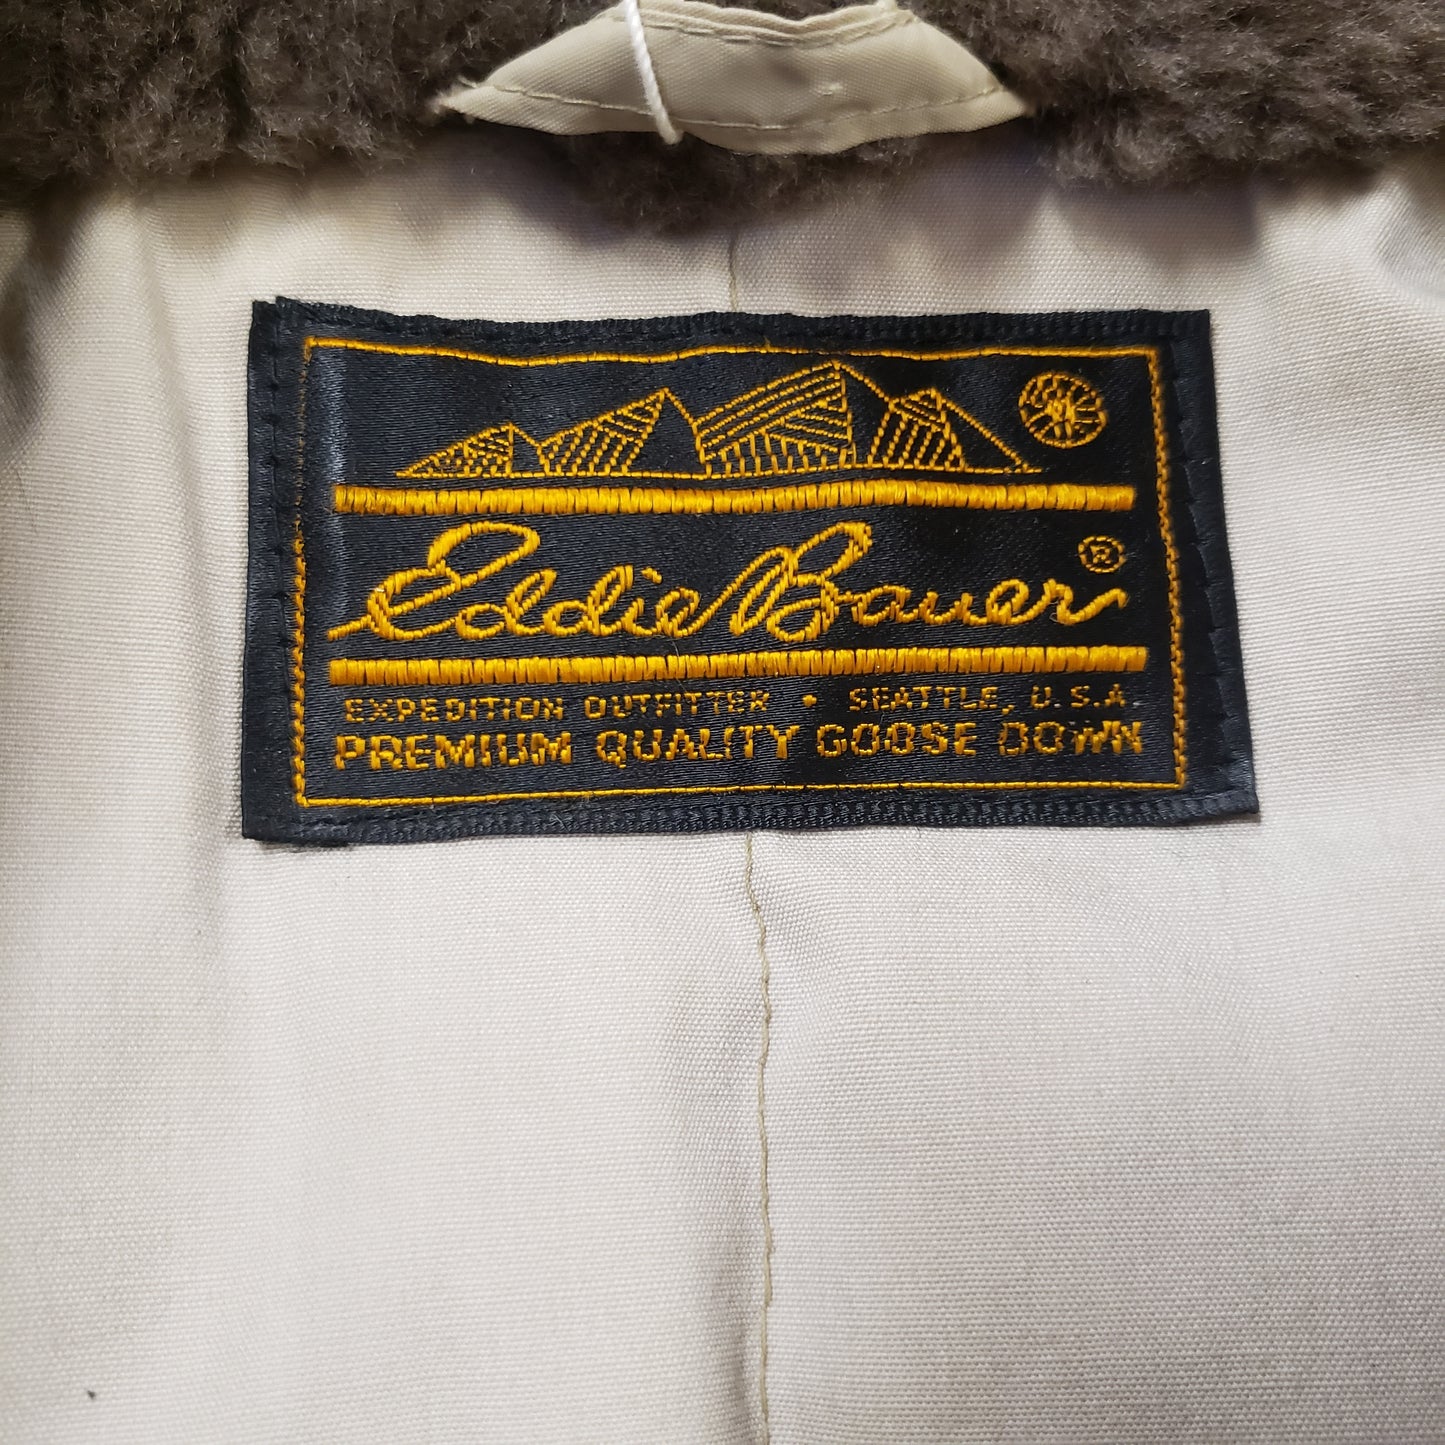 Eddie Bauer®
EXPEDITION OUTFITTER • SEATTLE, U.S.A.
PREMIUM QUALITY GOOSE DOWN